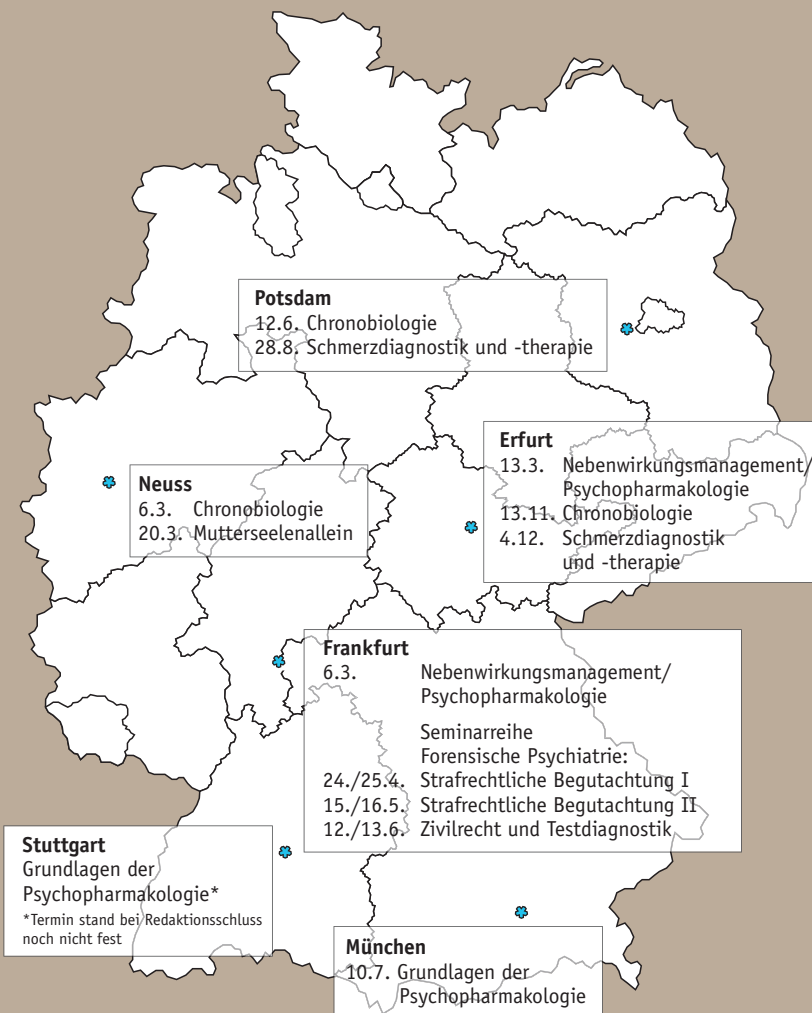 Potsdam
12.6. Chronobiologie
28.8. Schmerzdiagnostik und -therapie
Erfurt
13.3. Nebenwirkungsmanagement/
Psychopharmakologie
13.11. Chronobiologie
4.12. Schmerzdiagnostik
und -therapie
Neuss
6.3. Chronobiologie
20.3. Mutterseelenallein
Frankfurt
6.3. Nebenwirkungsmanagement/
Psychopharmakologie
Seminarreihe
Forensische Psychiatrie:
24./25.4. Strafrechtliche Begutachtung I
15./16.5. Strafrechtliche Begutachtung II
12./13.6. Zivilrecht und Testdiagnostik
Stuttgart
Grundlagen der
Psychopharmakologie*
*Termin stand bei Redaktionsschluss
noch nicht fest
München
10.7. Grundlagen der
Psychopharmakologie